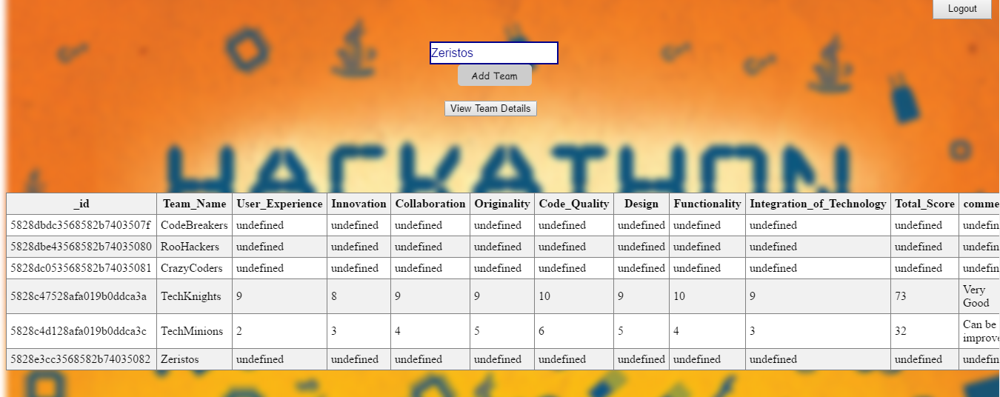 Logout
Zeristos
Add Team
View Team Details
HACKATHON
_id Team_Name User_Experience Innovation Collaboration Originality Code_Quality Design Functionality Integration_of_Technology Total_Score comme
5828dbdc3568582b7403507f CodeBreakers undefined undefined undefined undefined undefined undefined undefined undefined undefined undefin
5828dbe43568582b74035080 RooHackers undefined undefined undefined undefined undefined undefined undefined undefined undefined undefin
5828dc053568582b74035081 CrazyCoders undefined undefined undefined undefined undefined undefined undefined undefined undefined undefin
5828c47528afa019b0ddca3a TechKnights 9 8 9 9 10 9 10 9 73 Very
Good
5828c4d128afa019b0ddca3c TechMinions 2 3 4 5 6 5 4 3 32 Can be
improve
5828e3cc3568582b74035082 Zeristos undefined undefined undefined undefined undefined undefined undefined undefined undefined undefin